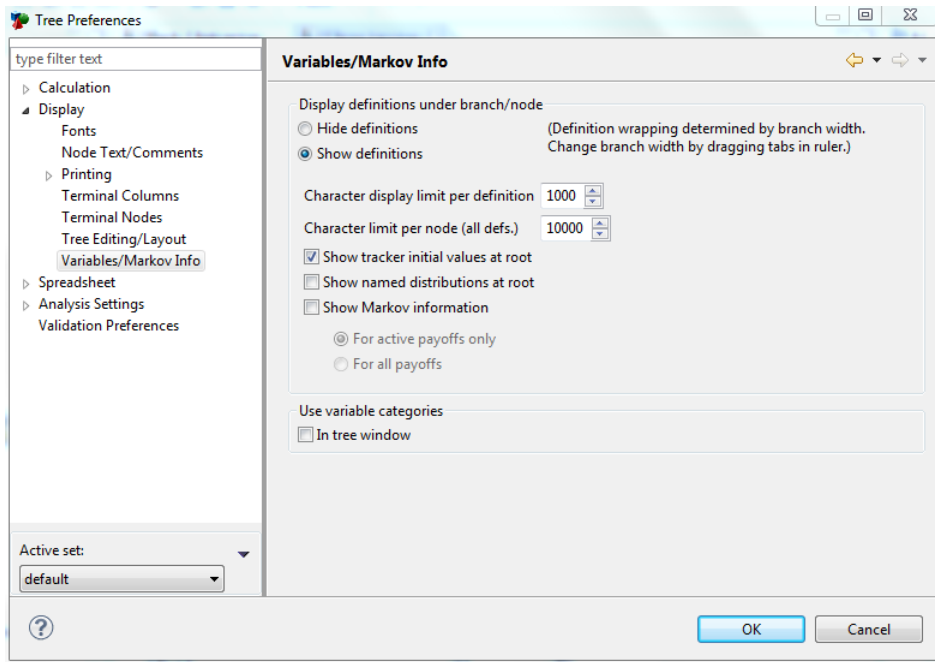 Tree Preferences
type filter text
Calculation
Display
Fonts
Node Text/Comments
Printing
Terminal Columns
Terminal Nodes
Tree Editing/Layout
Variables/Markov Info
Spreadsheet
Analysis Settings
Validation Preferences
Active set:
default
Variables/Markov Info
Display definitions under branch/node
Hide definitions
Show definitions
(Definition wrapping determined by branch width.
Change branch width by dragging tabs in ruler.)
Character display limit per definition 1000
Character limit per node (all defs.) 10000
Show tracker initial values at root
Show named distributions at root
Show Markov information
For active payoffs only
For all payoffs
Use variable categories
In tree window
?
OK Cancel